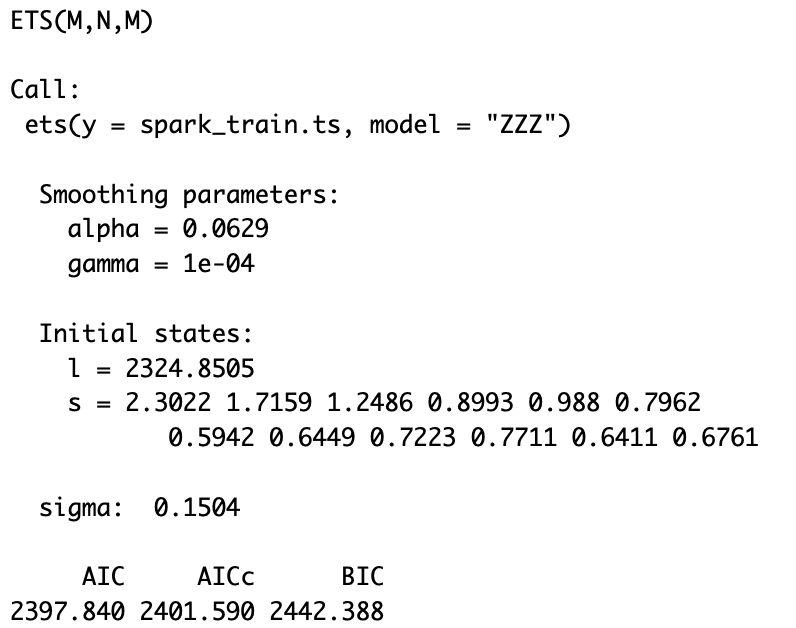 ETS(M,N,M)
Call:
ets(y = spark_train.ts, model = "ZZZ")
Smoothing parameters:
alpha = 0.0629
gamma = 1e-04
Initial states:
l = 2324.8505
s = 2.3022 1.7159 1.2486 0.8993 0.988 0.7962
0.5942 0.6449 0.7223 0.7711 0.6411 0.6761
sigma: 0.1504
AIC AICc BIC
2397.840 2401.590 2442.388